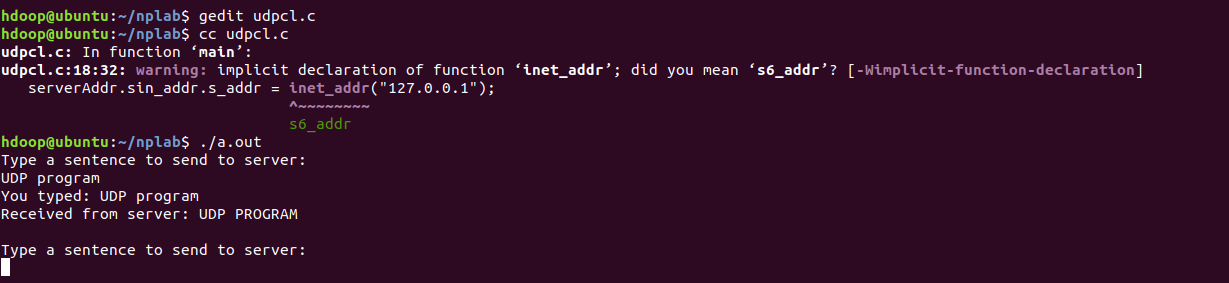 hdoop@ubuntu:~/nplab$ gedit udpcl.c
hdoop@ubuntu:~/nplab$ cc udpcl.c
udpcl.c: In function ‘main’:
udpcl.c:18:32: warning: implicit declaration of function ‘inet_addr’; did you mean ‘s6_addr’? [-Wimplicit-function-declaration]
   serverAddr.sin_addr.s_addr = inet_addr("127.0.0.1");
                                ^~~~~~~~~
                                s6_addr
hdoop@ubuntu:~/nplab$ ./a.out
Type a sentence to send to server:
UDP program
You typed: UDP program
Received from server: UDP PROGRAM

Type a sentence to send to server: